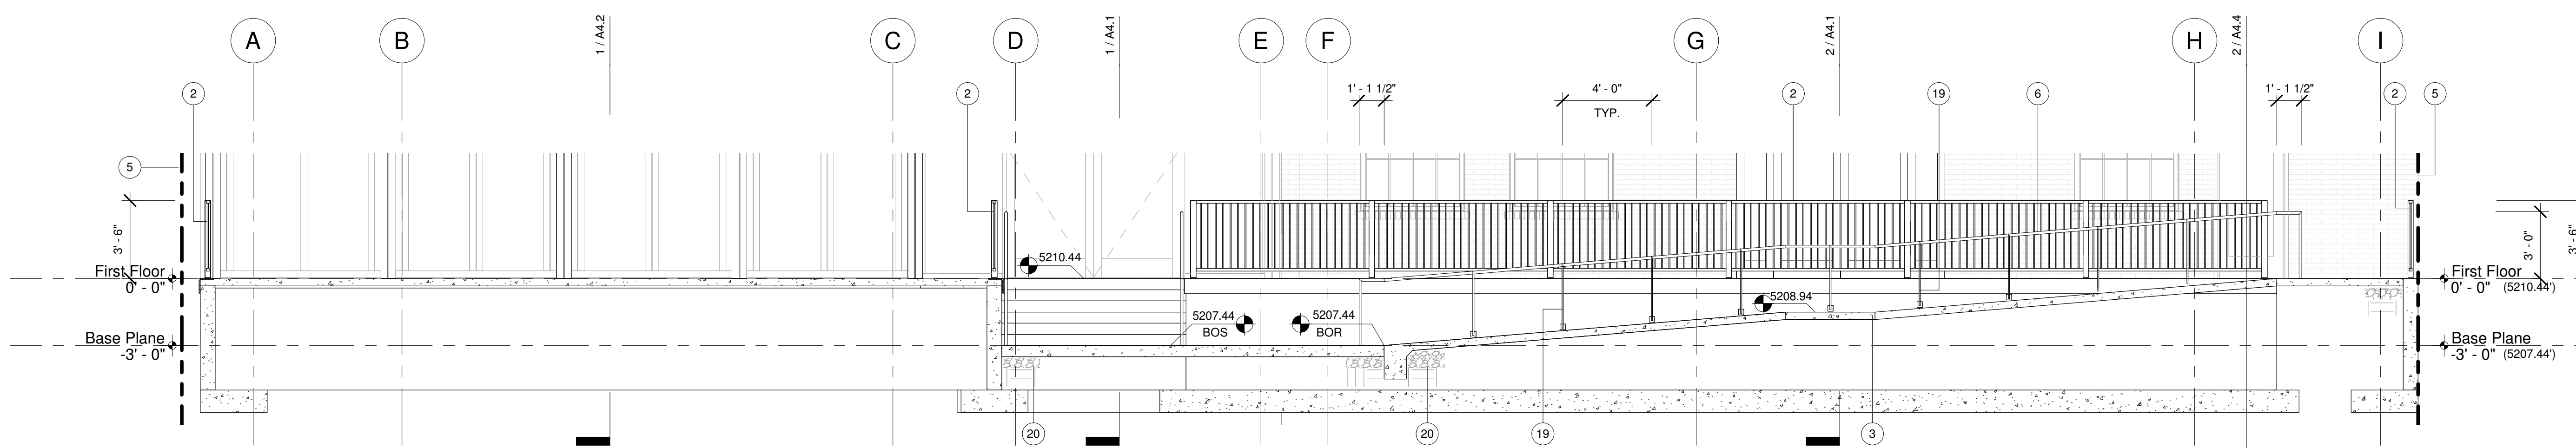 A
B
1 / A4.2
C
D
1 / A4.1
E
F
G
2 / A4.1
H
2 / A4.4
I
2
2
1' - 1 1/2"
4' - 0"
TYP.
2
19
6
1' - 1 1/2"
2
5
5
3' - 6"
5210.44
3' - 0"
3' - 6"
First Floor
0' - 0"
First Floor
0' - 0" (5210.44')
5208.94
5207.44
BOS
5207.44
BOR
Base Plane
-3' - 0"
Base Plane
-3' - 0" (5207.44')
20
20
19
3